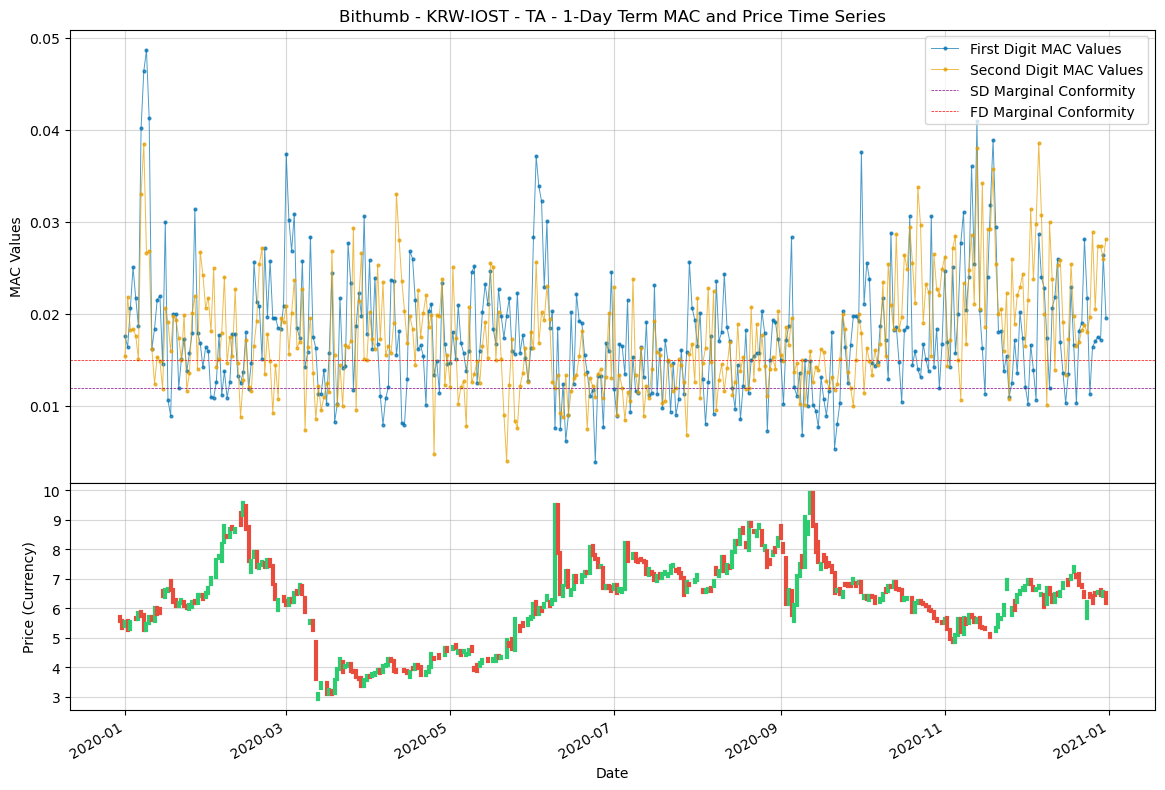 Bithumb - KRW-IOST - TA - 1-Day Term MAC and Price Time Series
MAC Values
0.05
0.04
0.03
0.02
0.01
First Digit MAC Values
Second Digit MAC Values
SD Marginal Conformity
FD Marginal Conformity
Price (Currency)
10
9
8
7
6
5
4
3
2020-01
2020-03
2020-05
2020-07
2020-09
2020-11
2021-01
Date